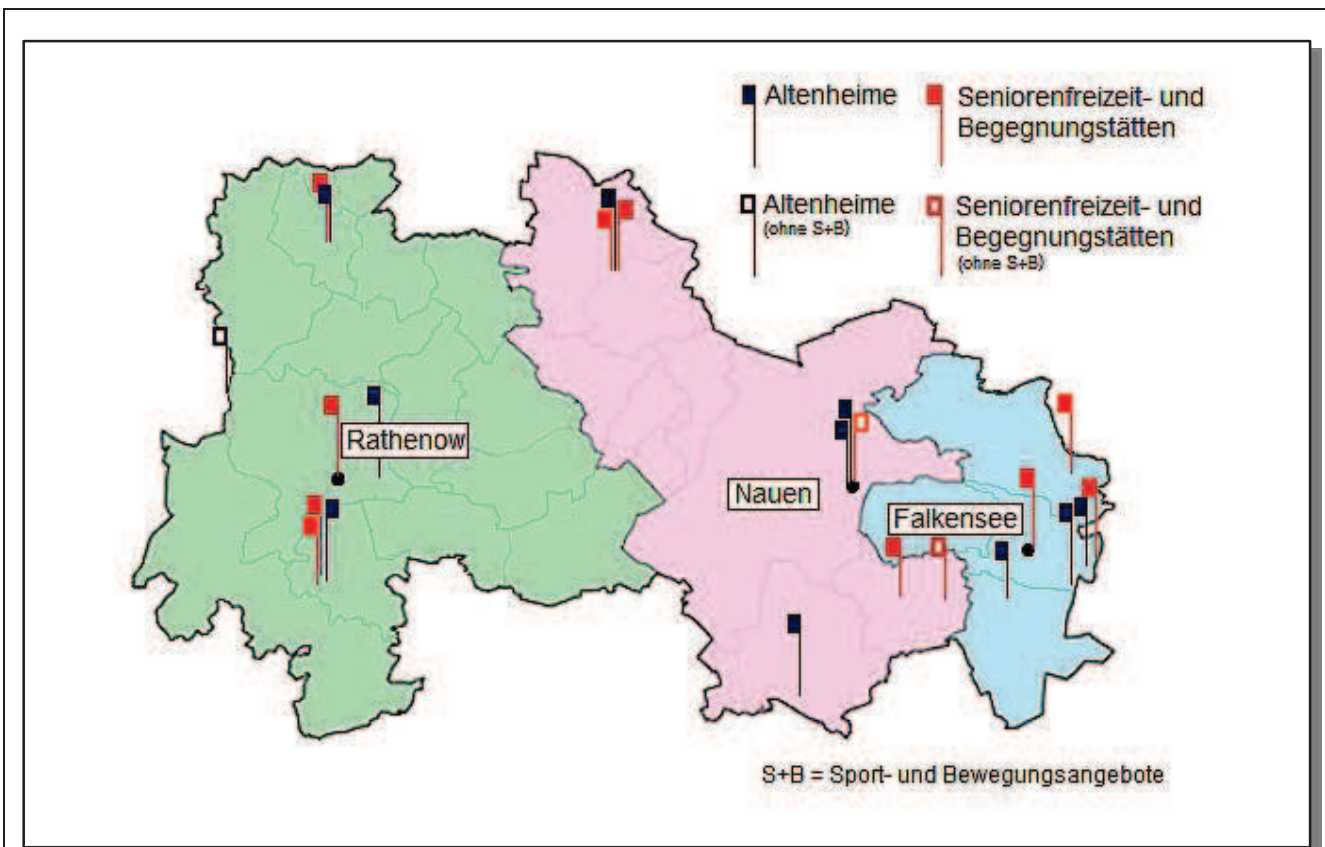 Altenheime
Seniorenfreizeit- und
Begegnungstätten
Altenheime
(ohne S+B)
Seniorenfreizeit- und
Begegnungstätten
(ohne S+B)
Rathenow
Nauen
Falkensee
S+B = Sport- und Bewegungsangebote